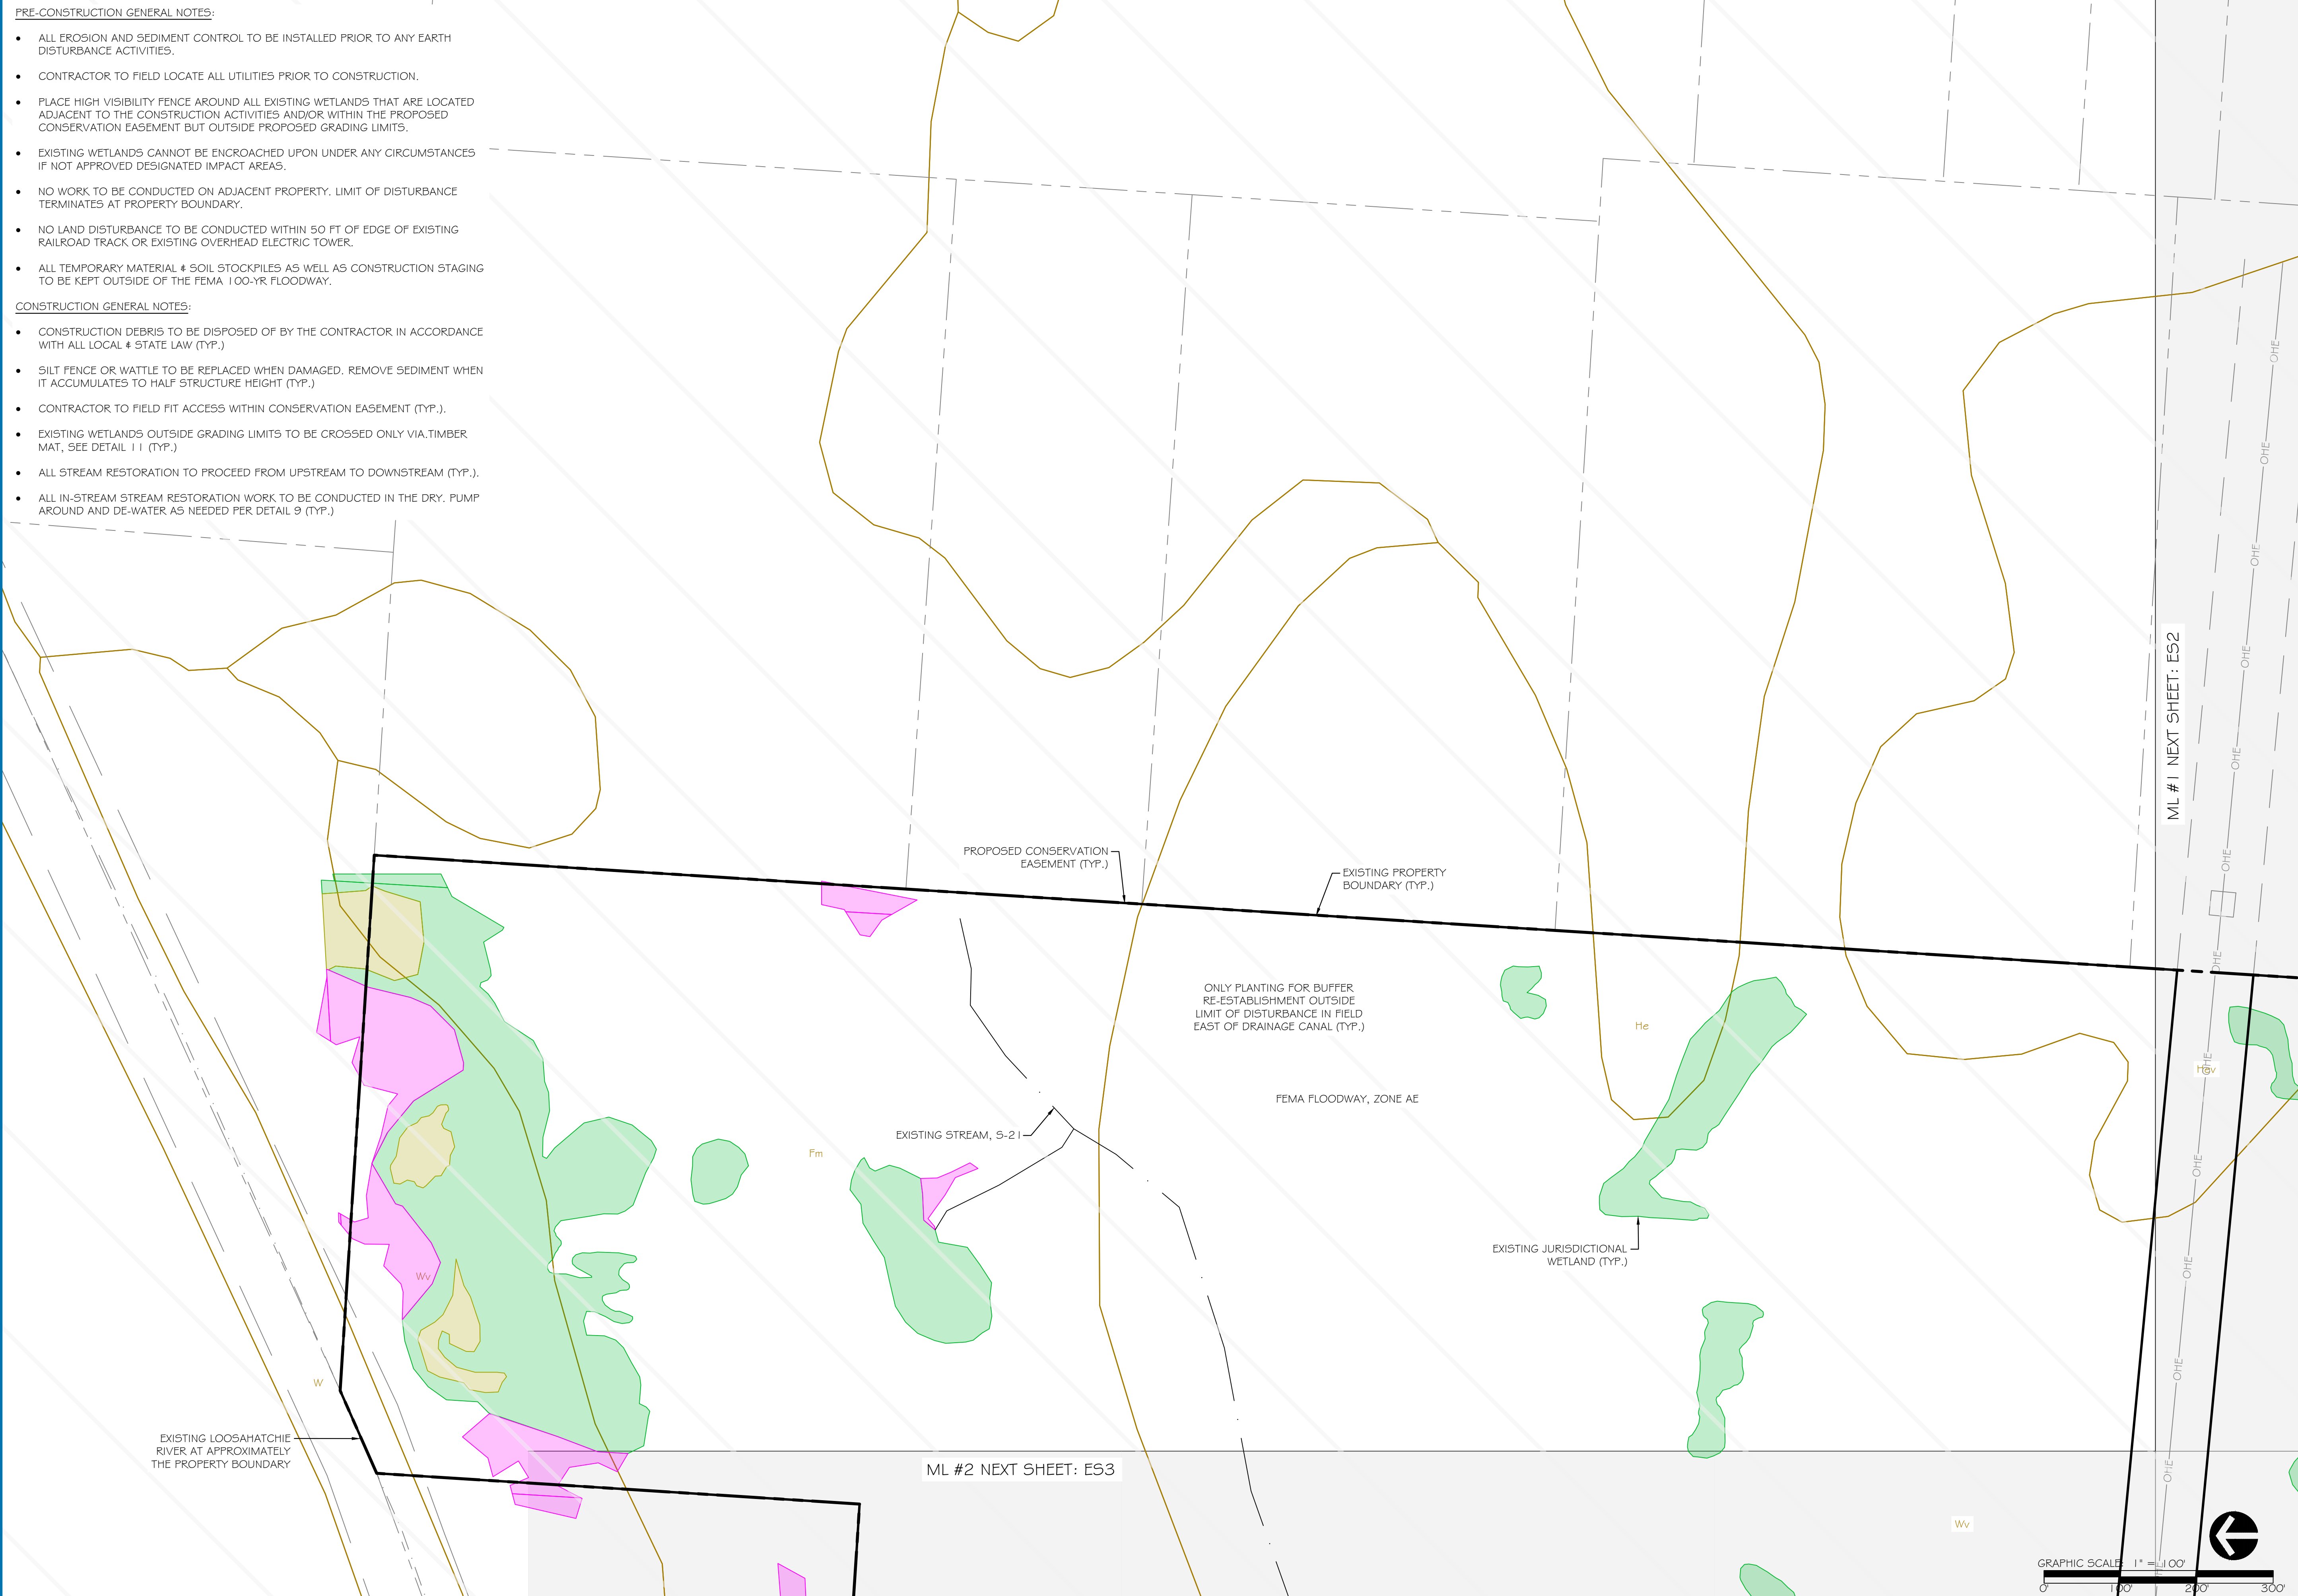 PRE-CONSTRUCTION GENERAL NOTES:
• ALL EROSION AND SEDIMENT CONTROL TO BE INSTALLED PRIOR TO ANY EARTH
DISTURBANCE ACTIVITIES.
• CONTRACTOR TO FIELD LOCATE ALL UTILITIES PRIOR TO CONSTRUCTION.
• PLACE HIGH VISIBILITY FENCE AROUND ALL EXISTING WETLANDS THAT ARE LOCATED
ADJACENT TO THE CONSTRUCTION ACTIVITIES AND/OR WITHIN THE PROPOSED
CONSERVATION EASEMENT BUT OUTSIDE PROPOSED GRADING LIMITS.
• EXISTING WETLANDS CANNOT BE ENCROACHED UPON UNDER ANY CIRCUMSTANCES
IF NOT APPROVED DESIGNATED IMPACT AREAS.
• NO WORK TO BE CONDUCTED ON ADJACENT PROPERTY. LIMIT OF DISTURBANCE
TERMINATES AT PROPERTY BOUNDARY.
• NO LAND DISTURBANCE TO BE CONDUCTED WITHIN 50 FT OF EDGE OF EXISTING
RAILROAD TRACK OR EXISTING OVERHEAD ELECTRIC TOWER.
• ALL TEMPORARY MATERIAL & SOIL STOCKPILES AS WELL AS CONSTRUCTION STAGING
TO BE KEPT OUTSIDE OF THE FEMA 100-YR FLOODWAY.
CONSTRUCTION GENERAL NOTES:
• CONSTRUCTION DEBRIS TO BE DISPOSED OF BY THE CONTRACTOR IN ACCORDANCE
WITH ALL LOCAL & STATE LAW (TYP.)
• SILT FENCE OR WATTLE TO BE REPLACED WHEN DAMAGED. REMOVE SEDIMENT WHEN
IT ACCUMULATES TO HALF STRUCTURE HEIGHT (TYP.)
• CONTRACTOR TO FIELD FIT ACCESS WITHIN CONSERVATION EASEMENT (TYP.).
• EXISTING WETLANDS OUTSIDE GRADING LIMITS TO BE CROSSED ONLY VIA.TIMBER
MAT, SEE DETAIL 11 (TYP.)
• ALL STREAM RESTORATION TO PROCEED FROM UPSTREAM TO DOWNSTREAM (TYP.).
• ALL IN-STREAM STREAM RESTORATION WORK TO BE CONDUCTED IN THE DRY. PUMP
AROUND AND DE-WATER AS NEEDED PER DETAIL 9 (TYP.)
OHE
OHE
OHE
OHE
OHE
ML #1 NEXT SHEET: ES2
OHE
PROPOSED CONSERVATION
EASEMENT (TYP.)
EXISTING PROPERTY
BOUNDARY (TYP.)
OHE
ONLY PLANTING FOR BUFFER
RE-ESTABLISHMENT OUTSIDE
LIMIT OF DISTURBANCE IN FIELD
EAST OF DRAINAGE CANAL (TYP.)
He
OHE
Hgv
FEMA FLOODWAY, ZONE AE
EXISTING STREAM, S-21
Fm
OHE
EXISTING JURISDICTIONAL
WETLAND (TYP.)
OHE
Wv
W
OHE
EXISTING LOOSAHATCHIE
RIVER AT APPROXIMATELY
THE PROPERTY BOUNDARY
ML #2 NEXT SHEET: ES3
OHE
Wv
GRAPHIC SCALE: 1" = 100'
0' 100' 200' 300'